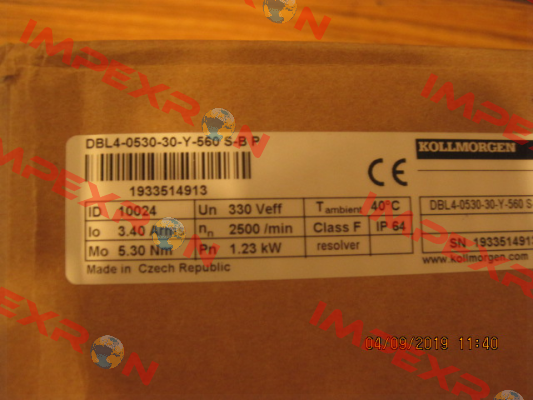 IMPEXRON
DBL4-0530-30-Y-560 S-B P
1933514913
ID 10024 Un 330 Veff Tambient 40°C
Io 3.40 Arms nn 2500 /min Class F IP 64
Mo 5.30 Nm Pn 1.23 kW resolver
Made in Czech Republic
CE
KOLLMORGEN
DBL4-0530-30-Y-560 S
SN 193351491
www.kollmorgen.com
IMPEXRON
IMPEXRON
IMPEXRON
04/09/2019 11:40